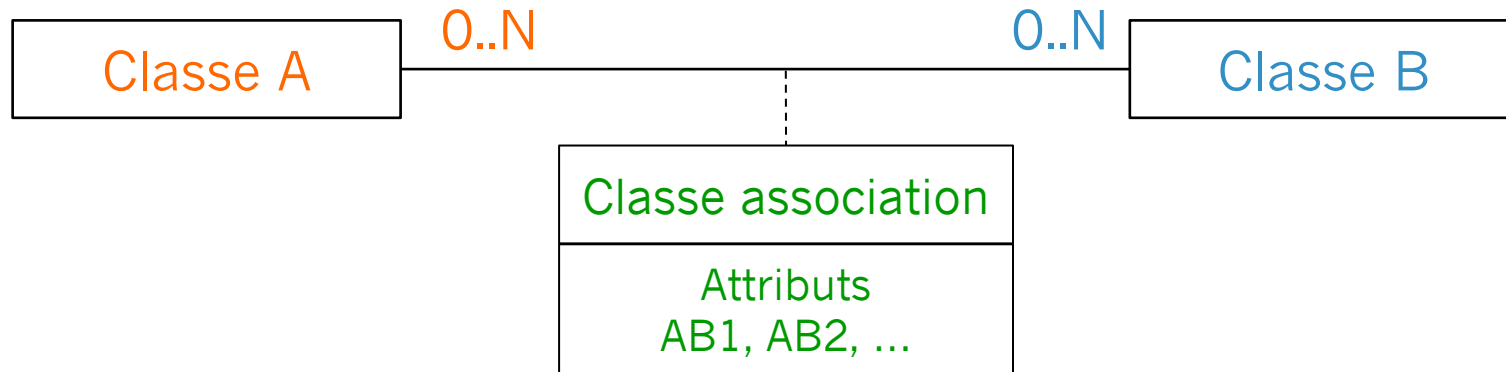 0..N
0..N
Classe A
Classe B
Classe association
Attributs
AB1, AB2, ...